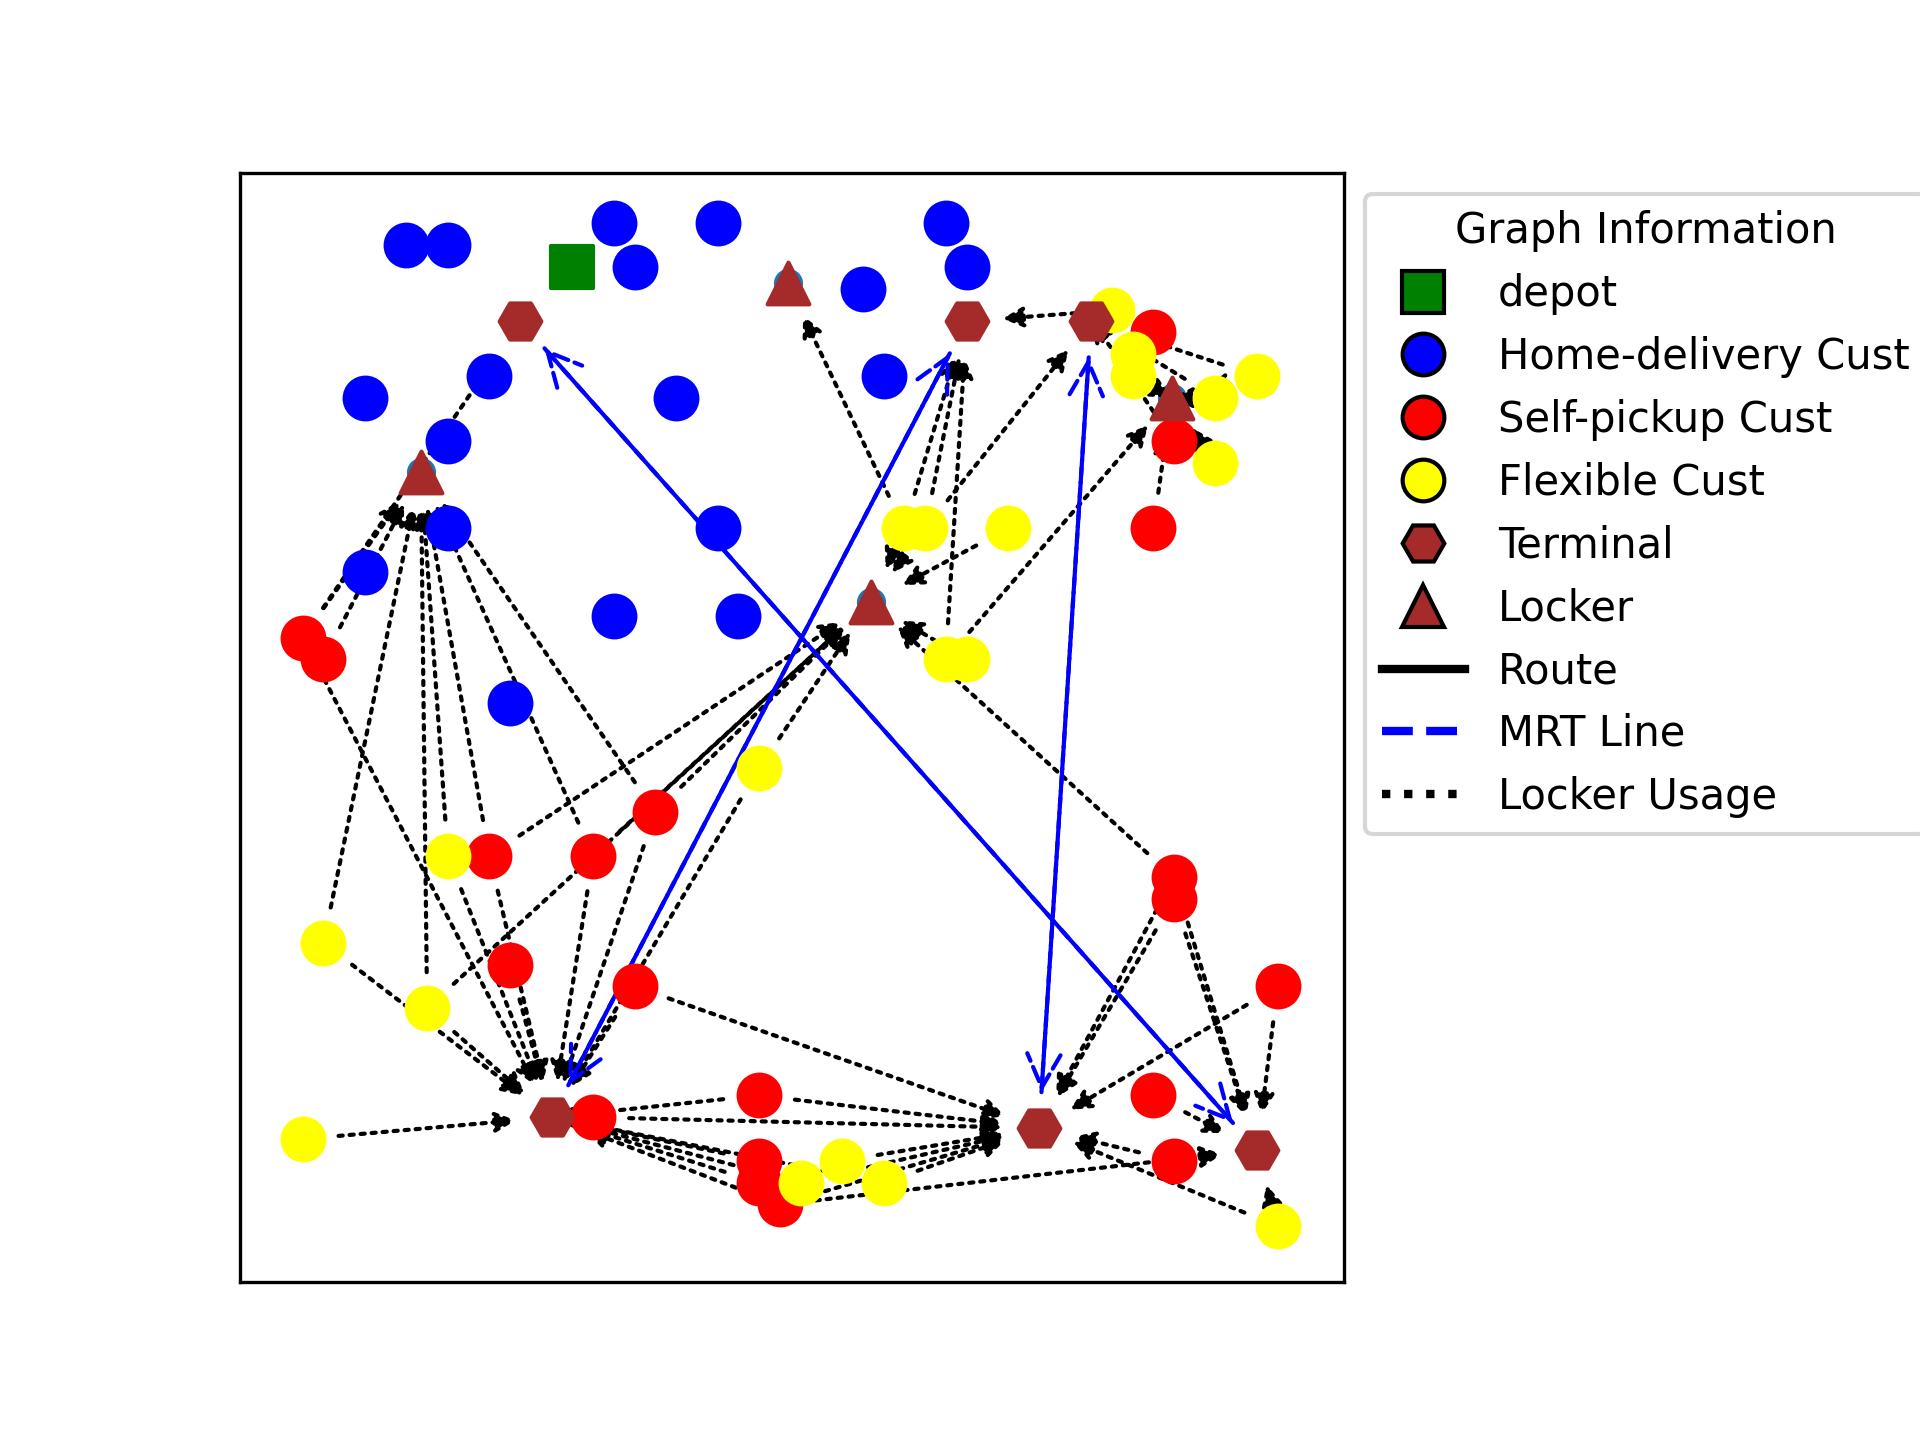 Graph Information
depot
Home-delivery Cust
Self-pickup Cust
Flexible Cust
Terminal
Locker
Route
MRT Line
Locker Usage